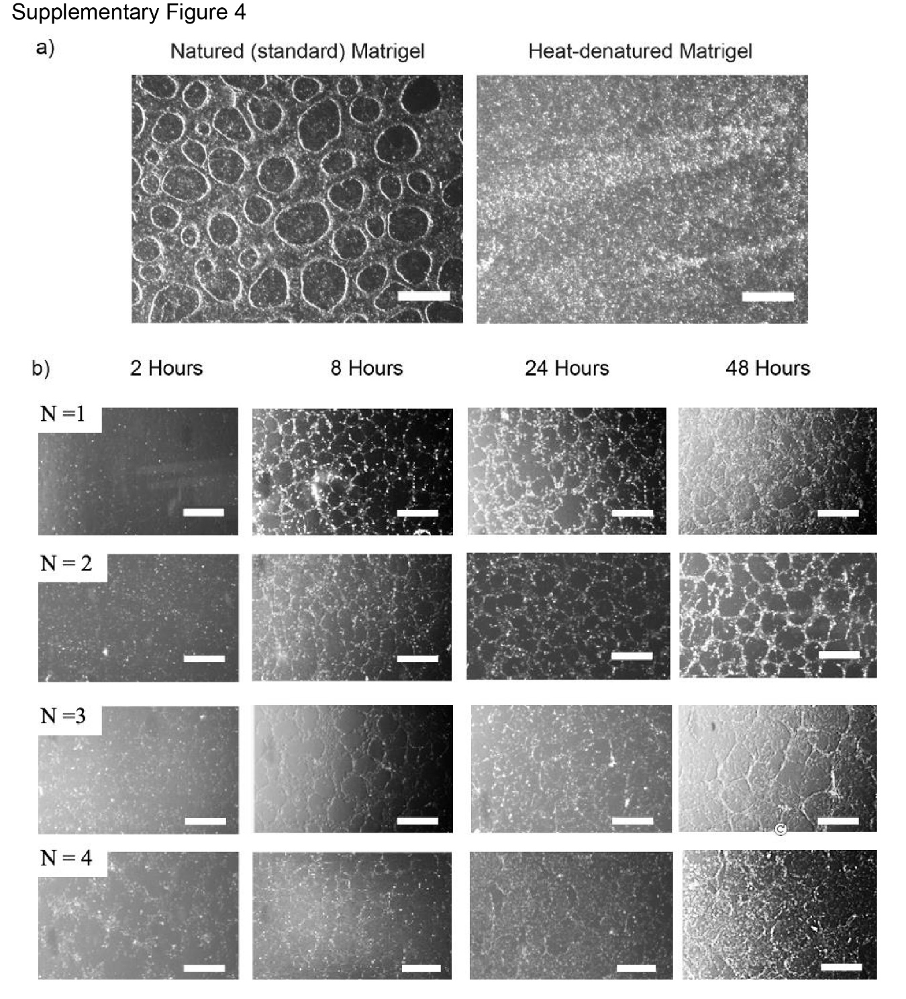 Supplementary Figure 4
a)
Natured (standard) Matrigel
Heat-denatured Matrigel
b)
2 Hours
8 Hours
24 Hours
48 Hours
N =1
N = 2
N =3
N = 4